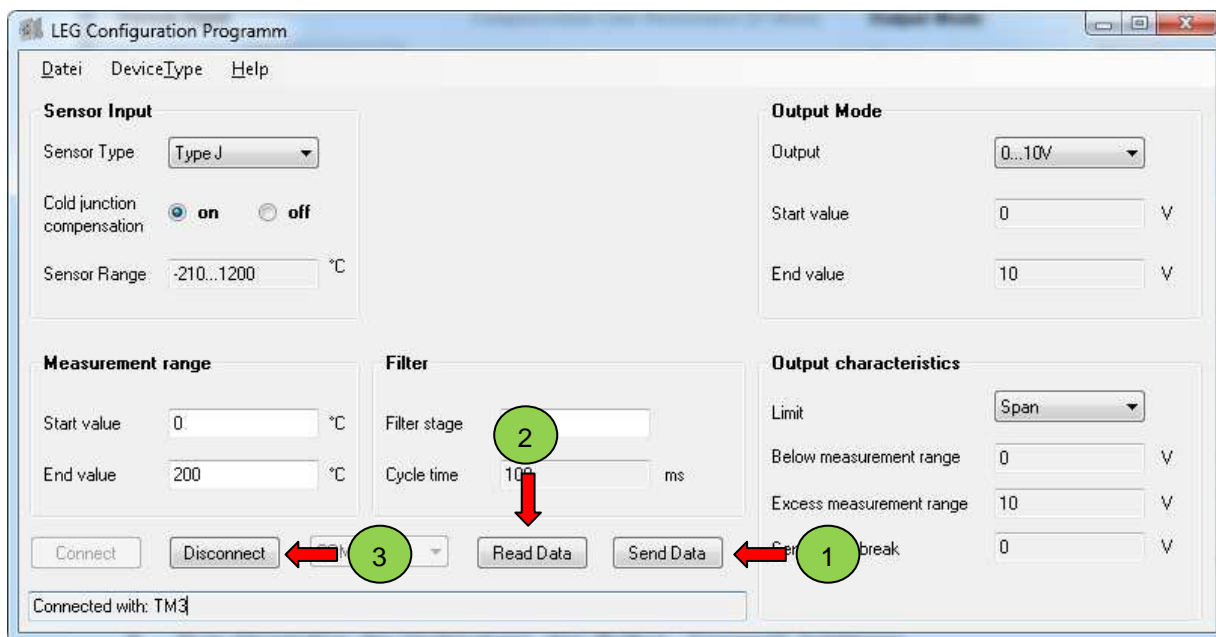 LEG Configuration Programm
Datei DeviceType Help
Sensor Input
Sensor Type Type J
Cold junction
compensation on off
Sensor Range -210...1200 °C
Output Mode
Output 0...10V
Start value 0 V
End value 10 V
Measurement range
Start value 0 °C
End value 200 °C
Filter
Filter stage
2
Cycle time ms
Output characteristics
Limit Span
Below measurement range 0 V
Excess measurement range 10 V
break 0 V
Connect Disconnect 3 Read Data Send Data 1
Connected with: TM3